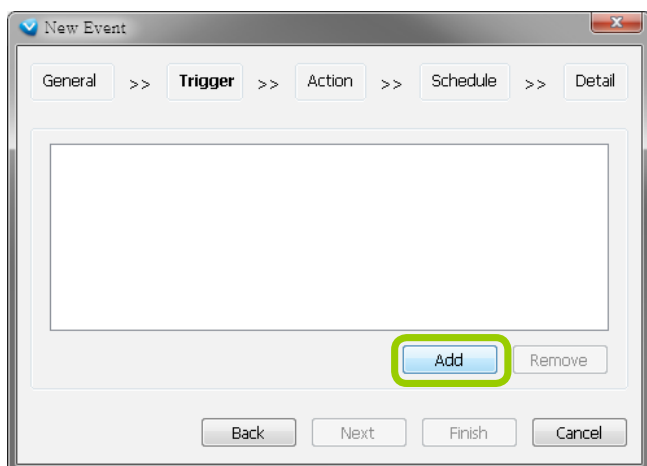 New Event
General >> Trigger >> Action >> Schedule >> Detail
Add Remove
Back Next Finish Cancel